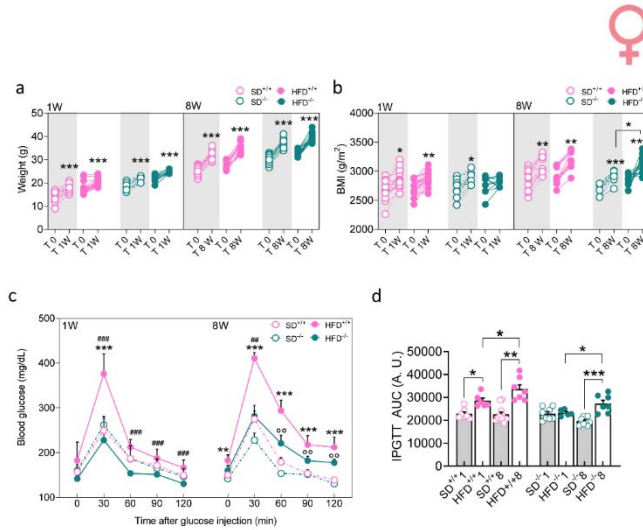 a
SD+/+ HFD+/+
SD-/- HFD-/-
1W 8W
Weight (g)
50
40
30
20
10
0
*** *** *** *** *** *** *** ***
T 0 T 1W T 0 T 1W T 0 T 1W T 0 T 1W T 0 T 8W T 0 T 8W T 0 T 8W T 0 T 8W
b
SD+/+ HFD+/+
SD-/- HFD-/-
1W 8W
BMI (g/m²)
4000
3500
3000
2500
2000
* ** * ** ** *** * **
T 0 T 1W T 0 T 1W T 0 T 1W T 0 T 1W T 0 T 8W T 0 T 8W T 0 T 8W T 0 T 8W
c
1W 8W
SD+/+ HFD+/+
SD-/- HFD-/-
Blood glucose (mg/dL)
400
300
200
100
###
***
### ### ###
##
** *** *** *** ***
°° °° °°
0 30 60 90 120 0 30 60 90 120
Time after glucose injection (min)
d
IPGTT AUC (A. U.)
50000
40000
30000
20000
10000
0
* * ** * ***
SD+/+ 1
HFD+/+ 1
SD+/+ 8
HFD+/+8
SD-/- 1
HFD-/- 1
SD-/- 8
HFD-/- 8